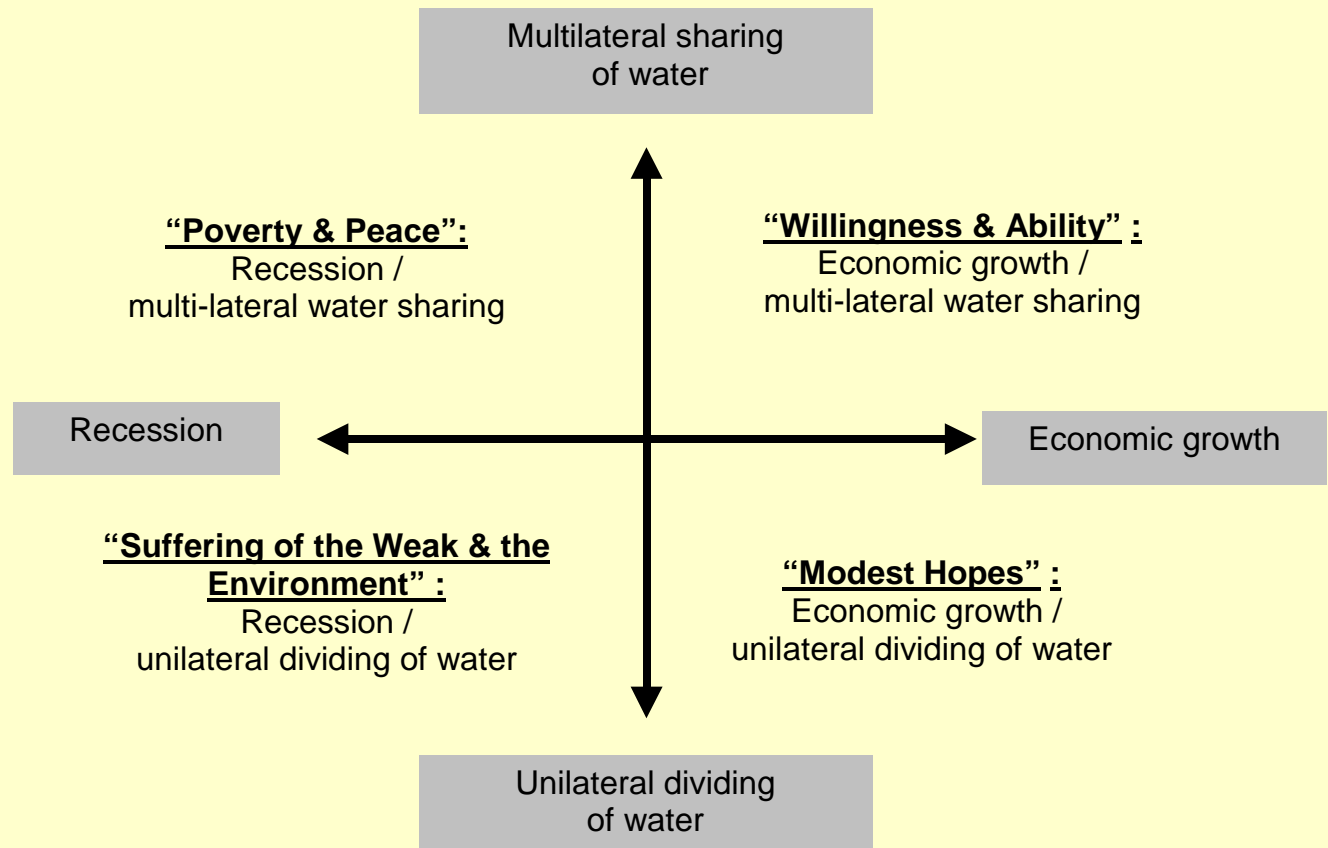 Multilateral sharing
of water
“Poverty & Peace”:
Recession /
multi-lateral water sharing
“Willingness & Ability” :
Economic growth /
multi-lateral water sharing
Recession
Economic growth
“Suffering of the Weak & the
Environment” :
Recession /
unilateral dividing of water
“Modest Hopes” :
Economic growth /
unilateral dividing of water
Unilateral dividing
of water